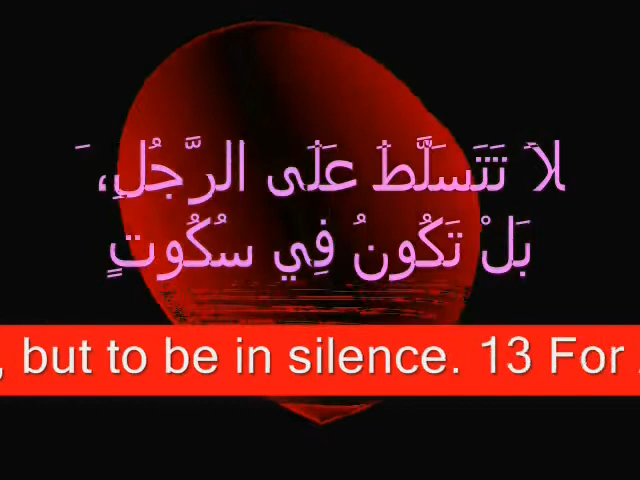 لاَ تَتَسَلَّطَ عَلَى الرَّجُلِ،
بَلْ تَكُونُ فِي سُكُوتٍ
, but to be in silence. 13 For